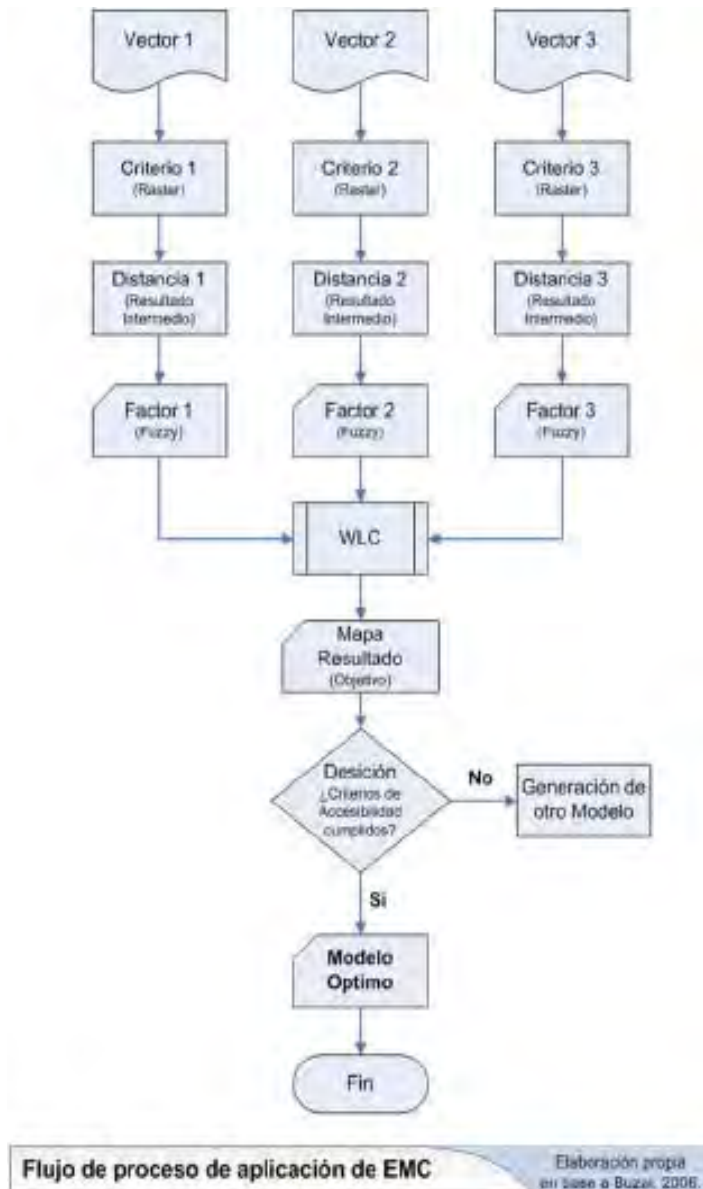 Vector 1
Vector 2
Vector 3
Criterio 1
(Raster)
Criterio 2
(Raster)
Criterio 3
(Raster)
Distancia 1
(Resultado
Intermedio)
Distancia 2
(Resultado
Intermedio)
Distancia 3
(Resultado
Intermedio)
Factor 1
(Fuzzy)
Factor 2
(Fuzzy)
Factor 3
(Fuzzy)
WLC
Mapa
Resultado
(Objetivo)
Desición
¿Criterios de
Accesibilidad
cumplidos?
No
Generación de
otro Modelo
Si
Modelo
Optimo
Fin
Flujo de proceso de aplicación de EMC
Elaboración propia
en base a Buzai, 2006.